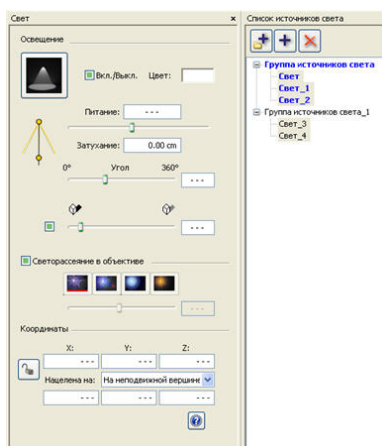 Свет
Освещение
Вкл./Выкл. Цвет:
Питание: ---
Затухание: 0.00 cm
0° Угол 360°
---
---
Светорассеяние в объективе
---
Координаты
X: Y: Z:
--- --- ---
Нацелена на: На неподвижной вершине
--- --- ---
Список источников света
Группа источников света
Свет
Свет_1
Свет_2
Группа источников света_1
Свет_3
Свет_4